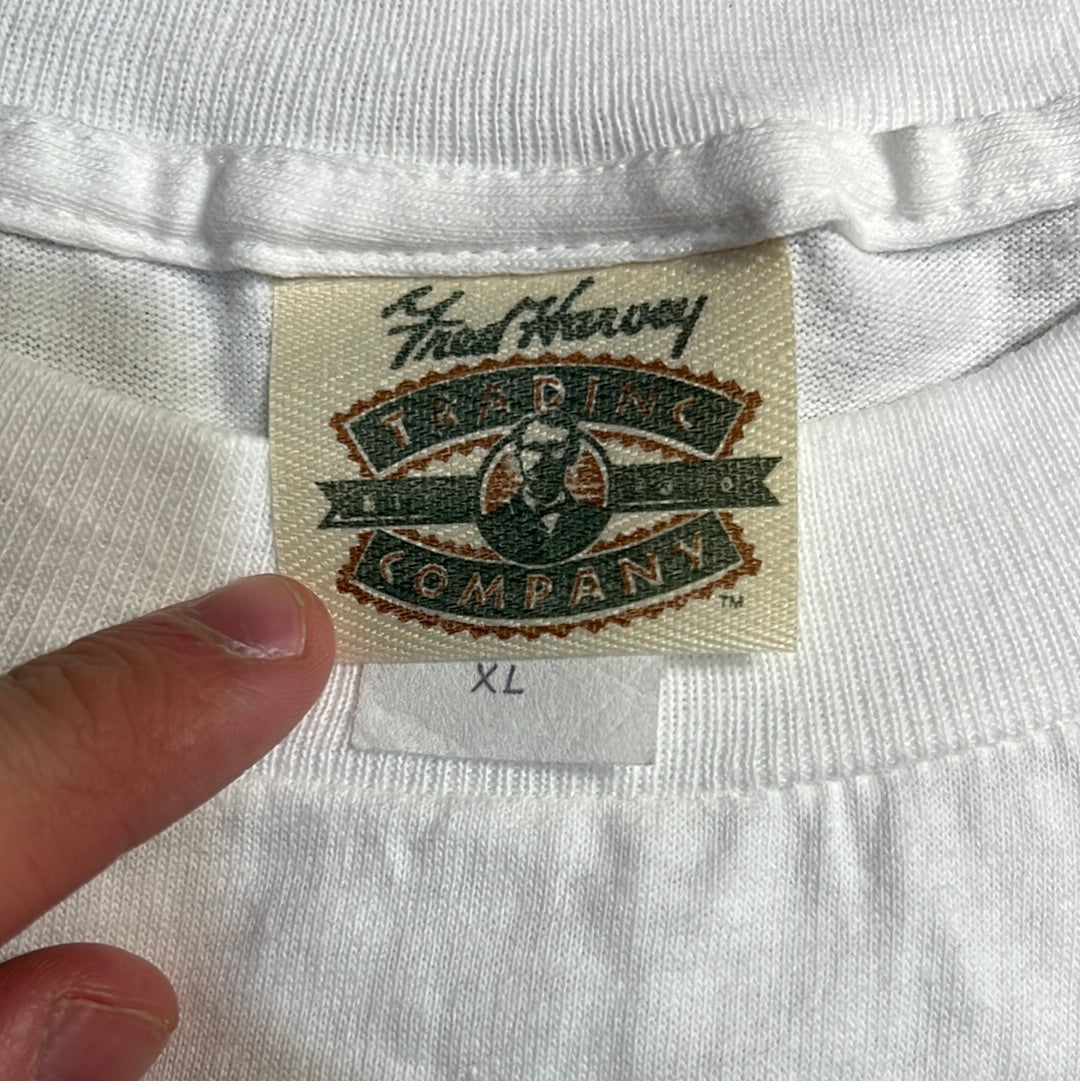 Fred Harvey
TRADING
COMPANY
TM
XL